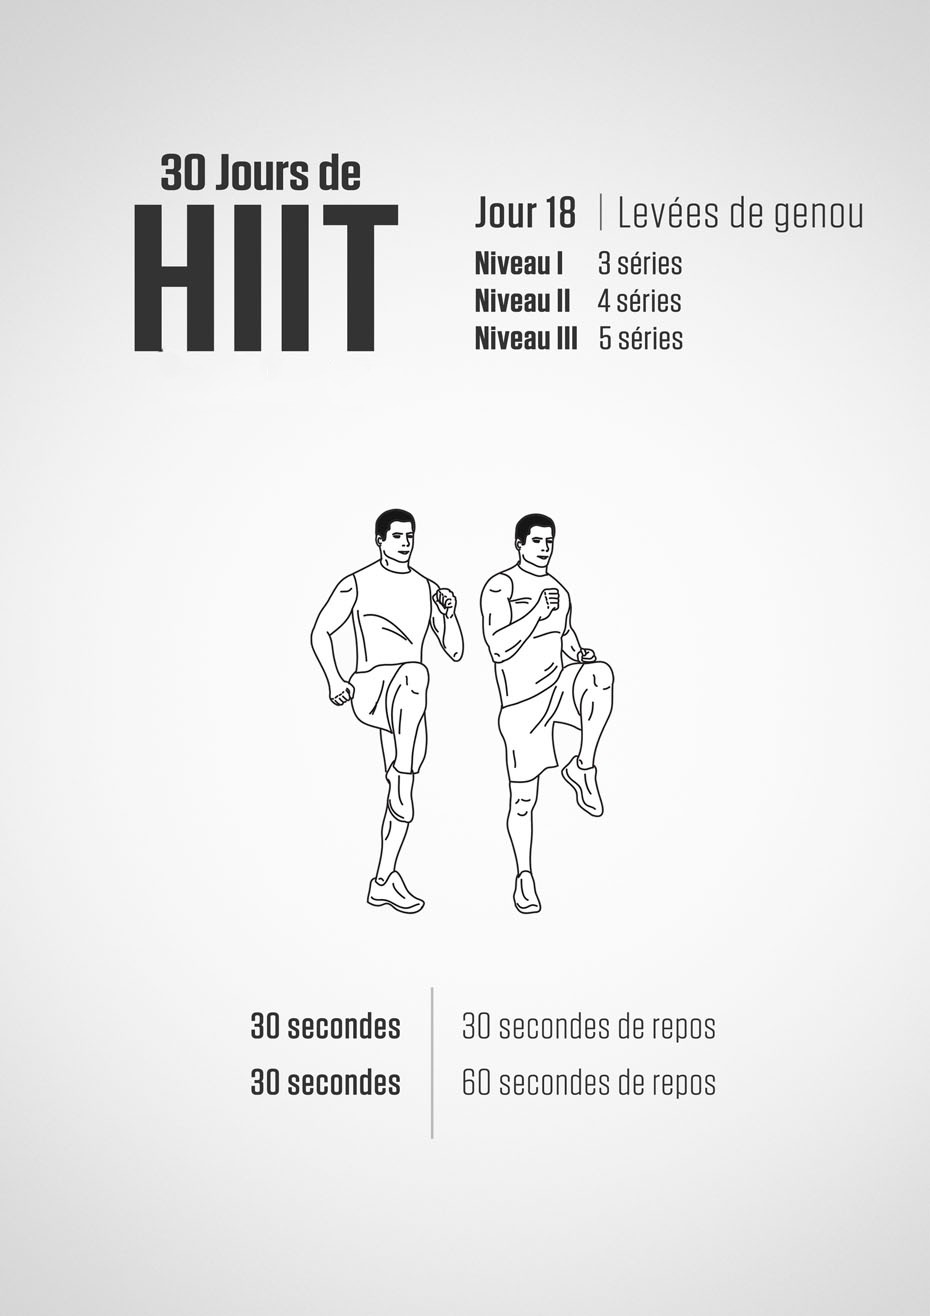 30 Jours de
HIIT
Jour 18 | Levées de genou
Niveau I 3 séries
Niveau II 4 séries
Niveau III 5 séries
30 secondes | 30 secondes de repos
30 secondes | 60 secondes de repos